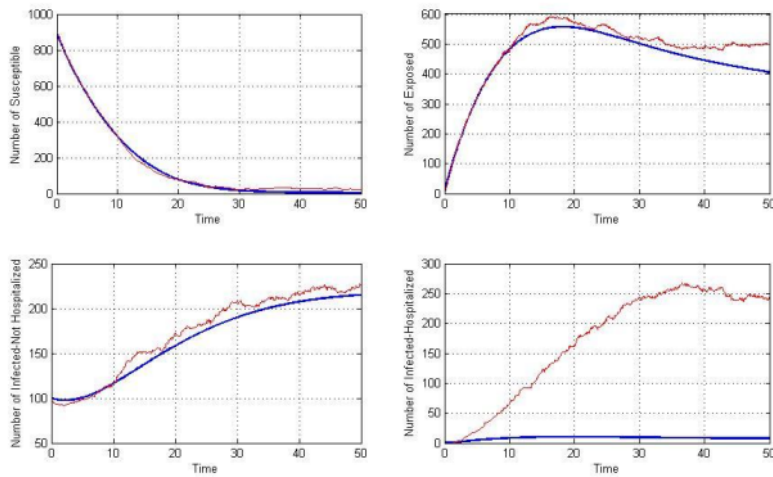 1000
800
600
400
200
0
Number of Susceptible
0 10 20 30 40 50
Time
600
500
400
300
200
100
0
Number of Exposed
0 10 20 30 40 50
Time
250
200
150
100
50
Number of Infected-Not Hospitalized
0 10 20 30 40 50
Time
300
250
200
150
100
50
0
Number of Infected-Hospitalized
0 10 20 30 40 50
Time